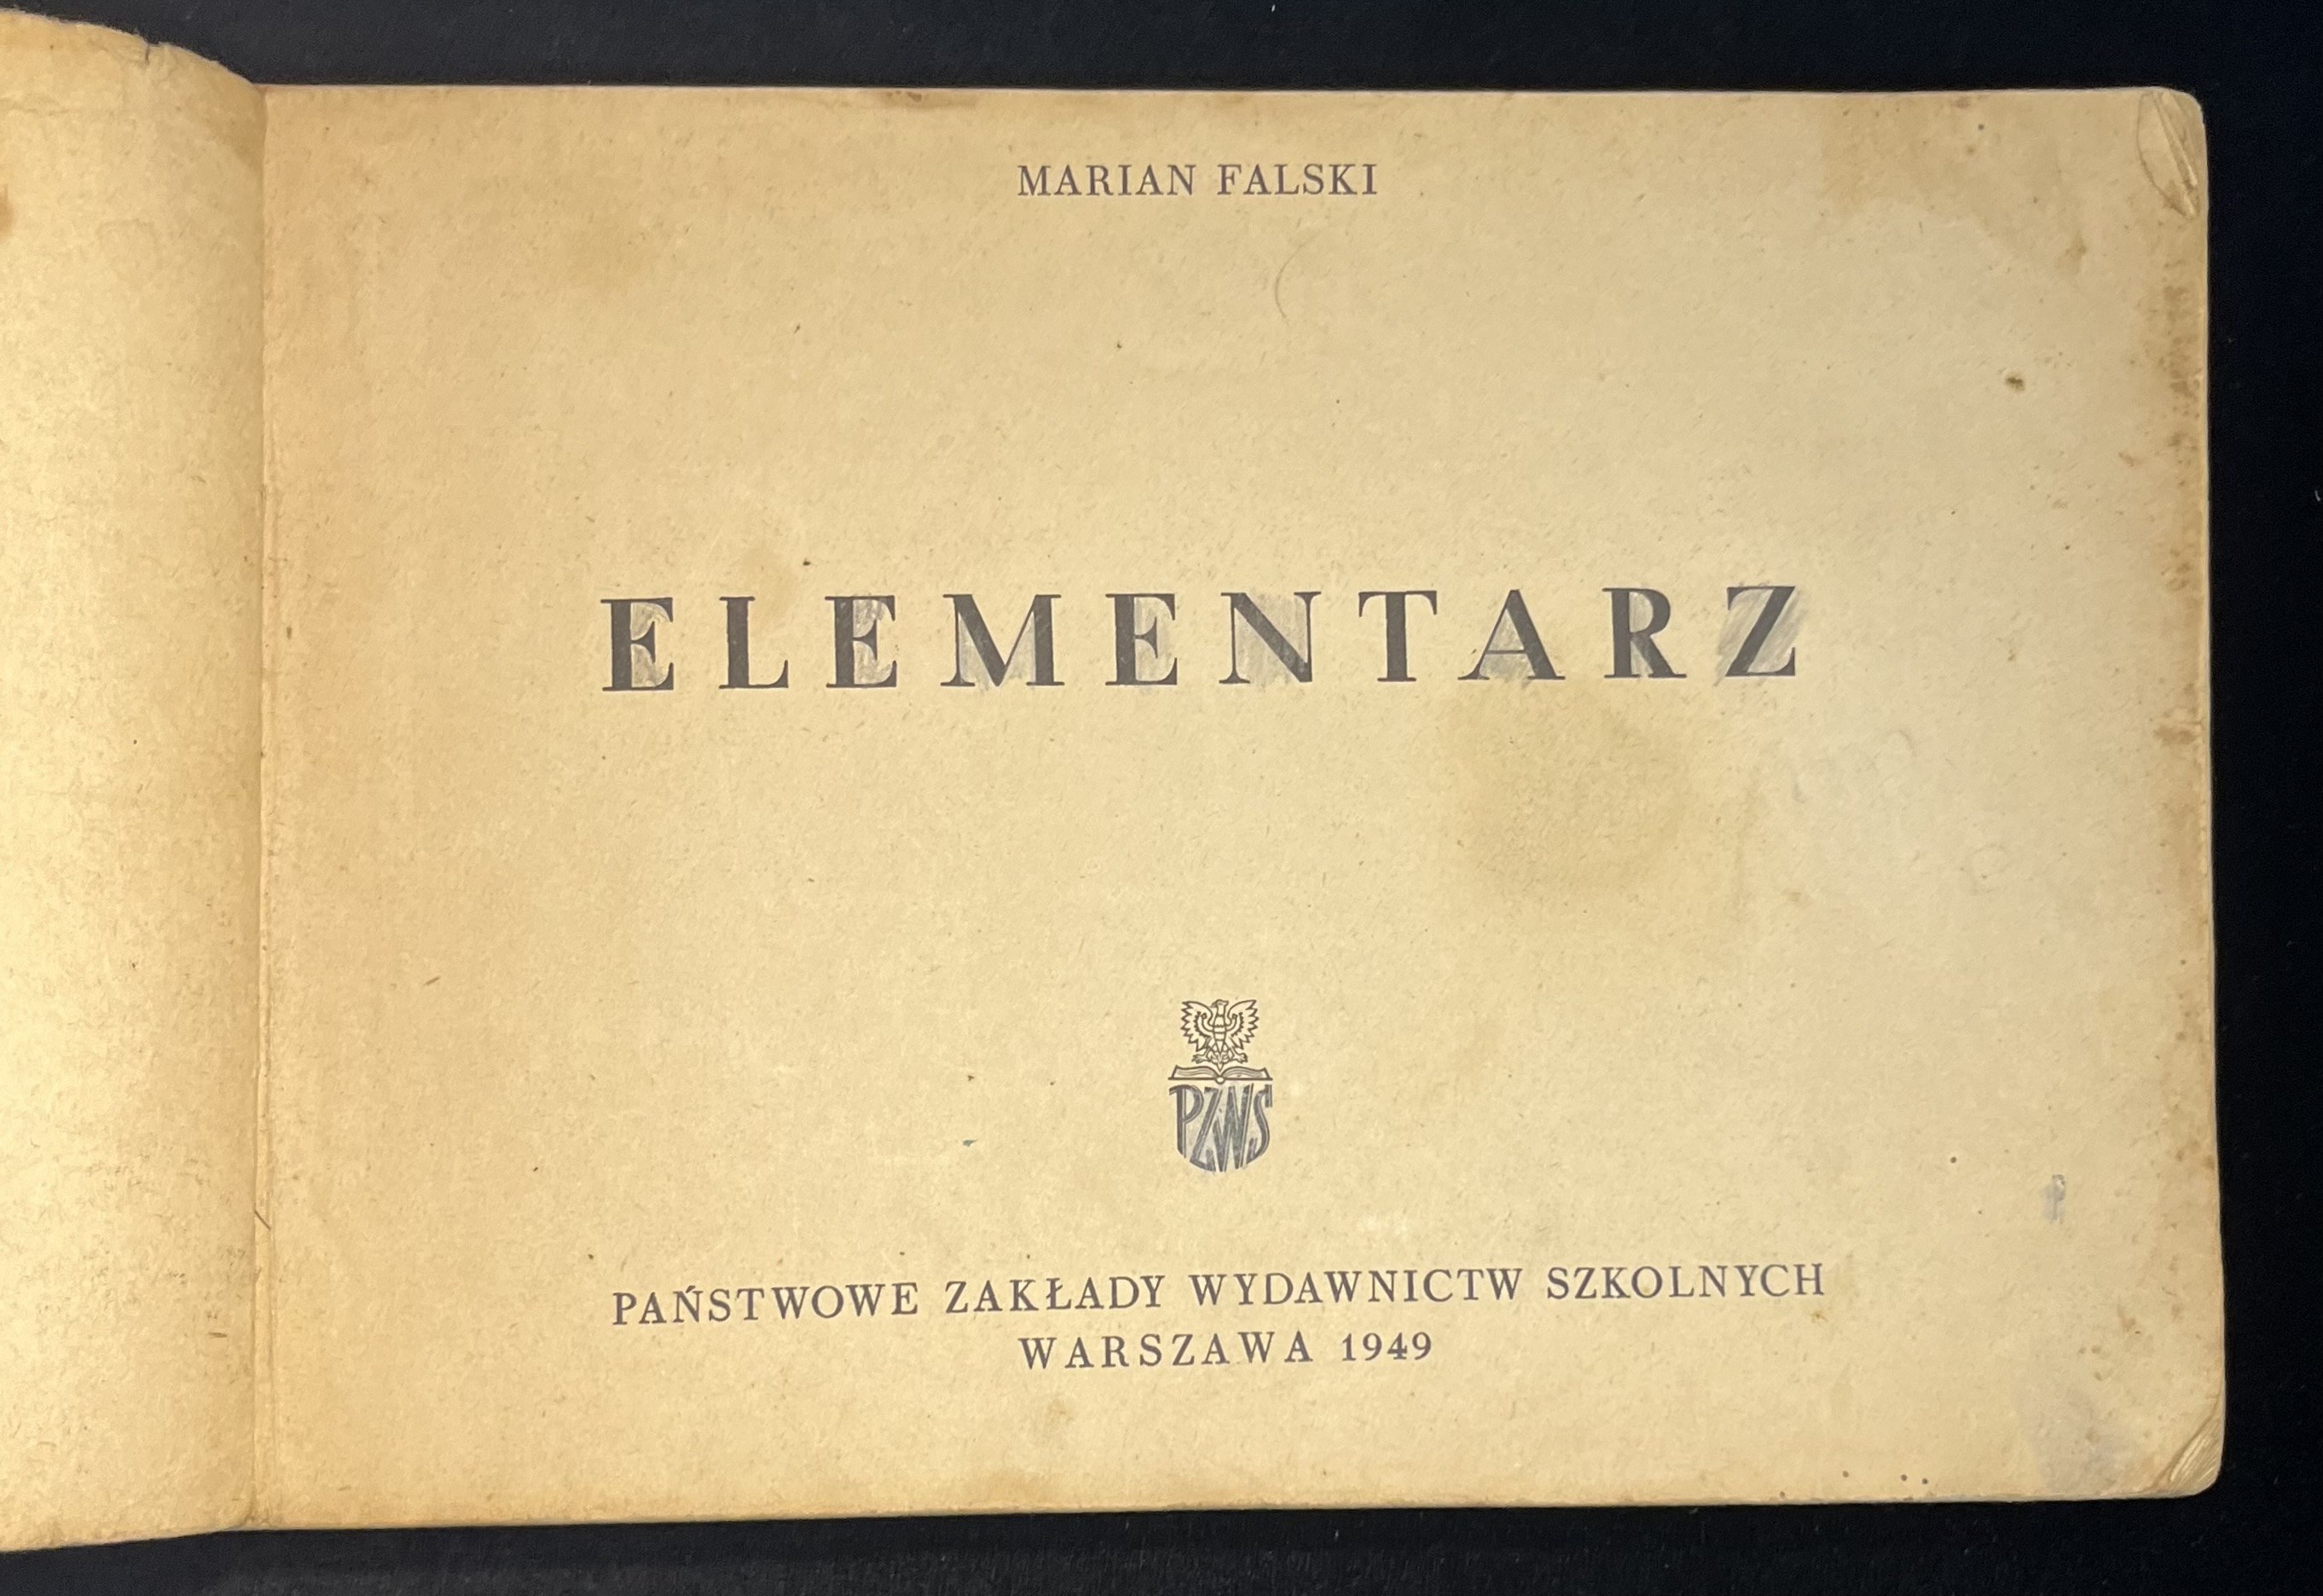 MARIAN FALSKI
ELEMENTARZ
PZWS
PAŃSTWOWE ZAKŁADY WYDAWNICTW SZKOLNYCH
WARSZAWA 1949